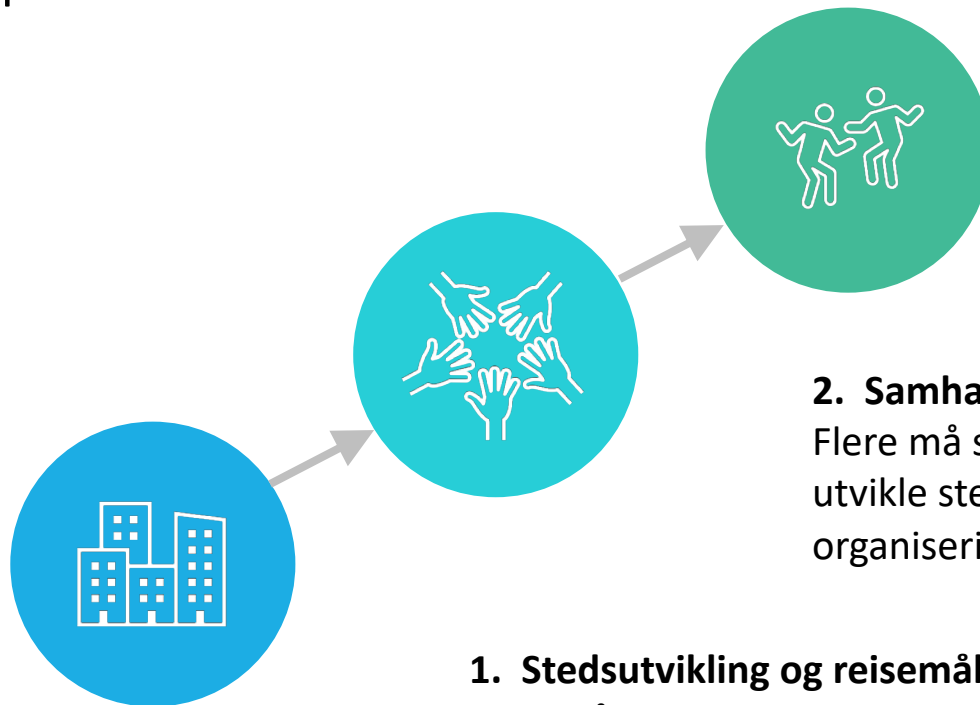 2. Samha
Flere må s
utvikle ste
organiseri
1. Stedsutvikling og reisemål